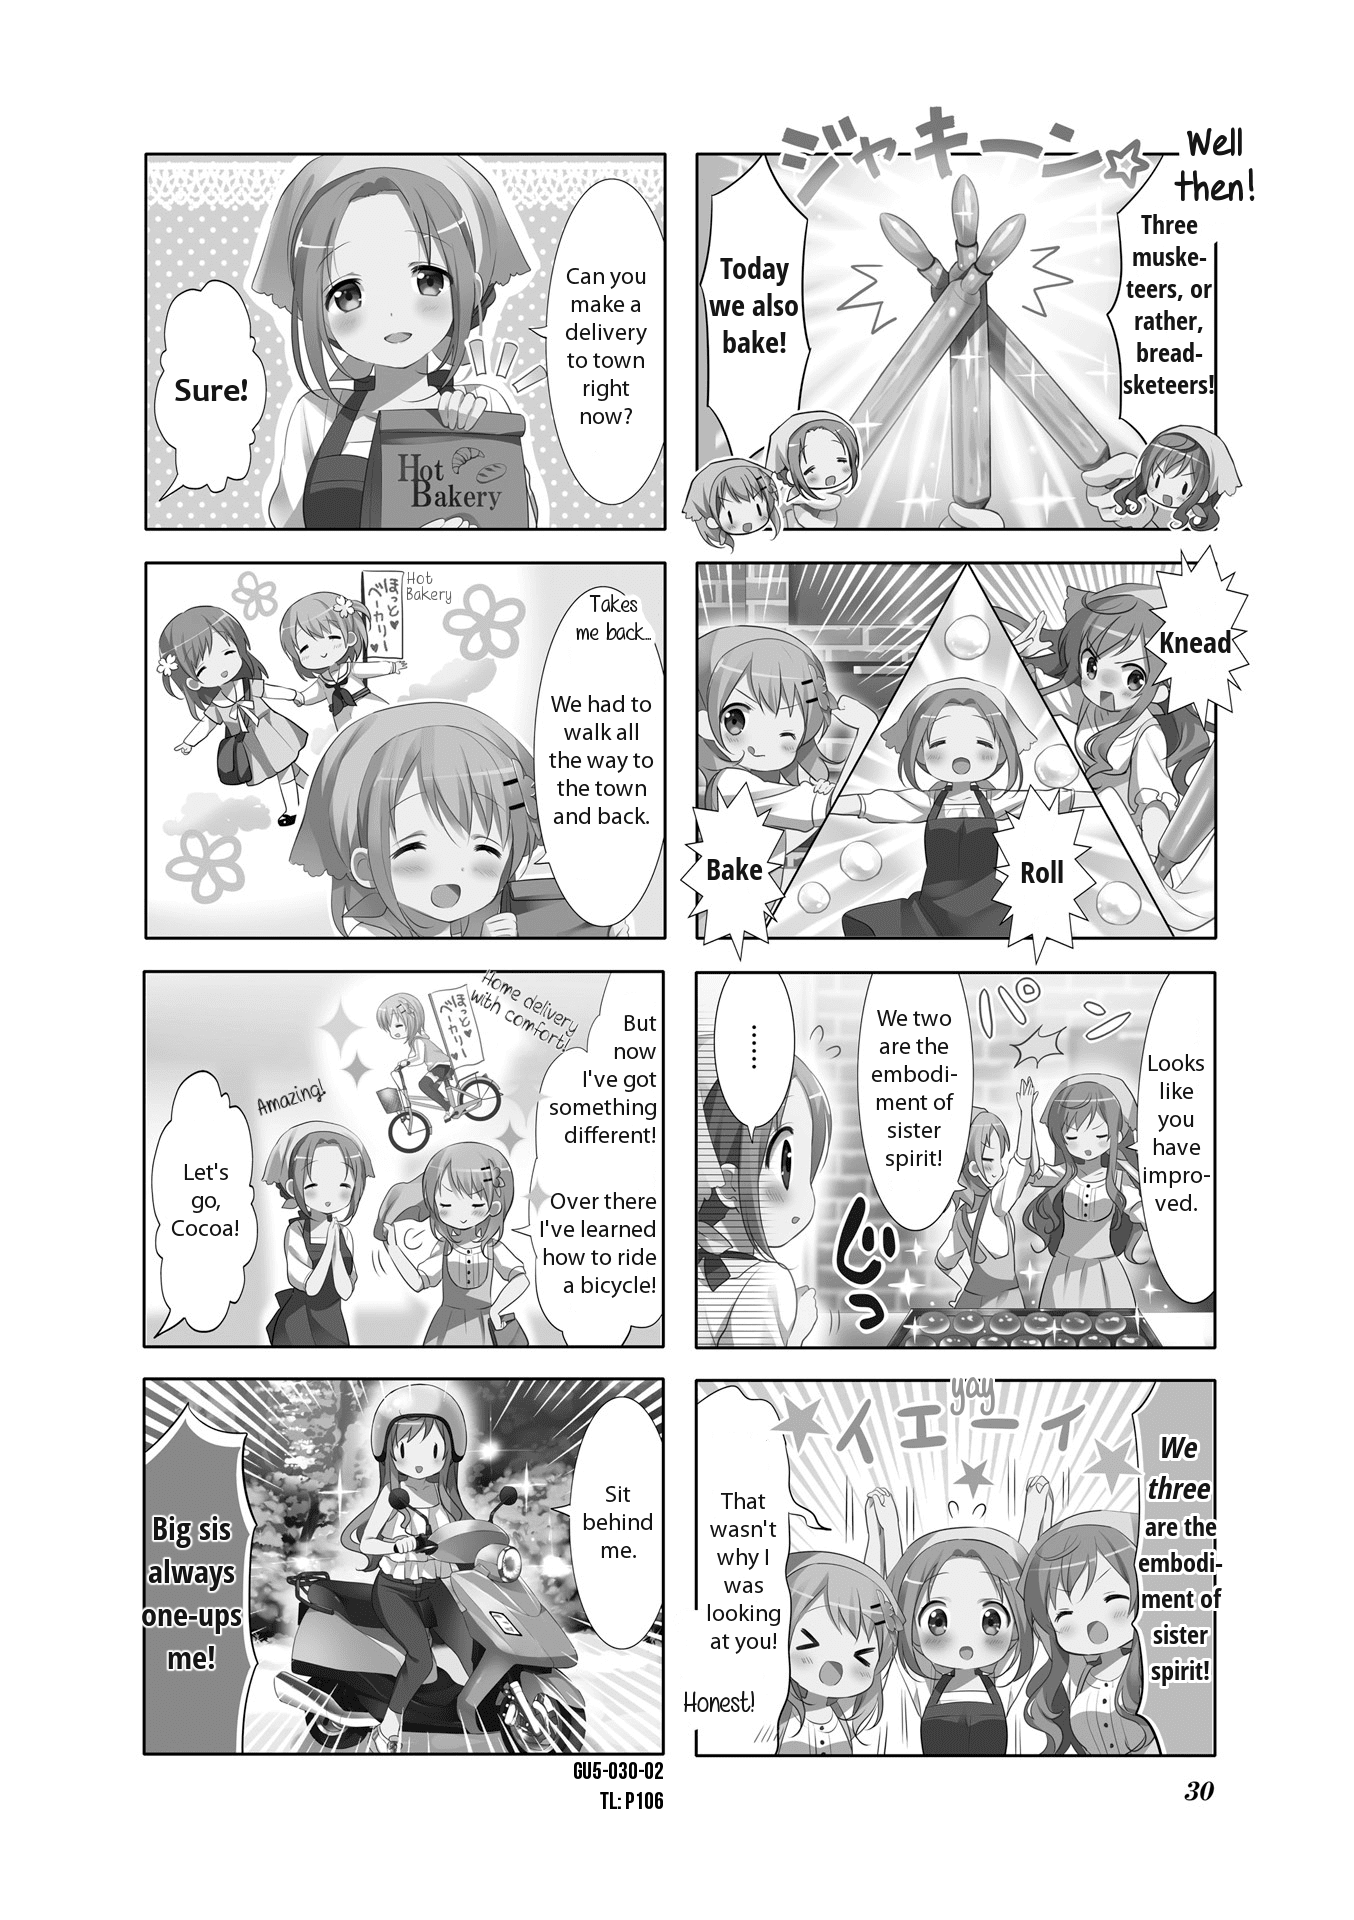 ジャキーン☆
Well
then!
Three
muske-
teers, or
rather,
bread-
sketeers!
Today
we also
bake!
Knead
Roll
Bake
Looks
like
you
have
impro-
ved.
パーン
We two
are the
embodi-
ment of
sister
spirit!
........
じぃっ
yay
イエーィ
We
three
are the
embodi-
ment of
sister
spirit!
That
wasn't
why I
was
looking
at you!
Honest!
Can you
make a
delivery
to town
right
now?
Hot
Bakery
Sure!
Takes
me back...
We had to
walk all
the way to
the town
and back.
Hot
Bakery
ほっと
ベーカリー♥
But
now
I've got
something
different!
Over there
I've learned
how to ride
a bicycle!
Home delivery
with comfort!
ほっと♥
ベーカリー♥
Amazing!
Let's
go,
Cocoa!
Sit
behind
me.
Big sis
always
one-ups
me!
GU5-030-02
TL: P106
30